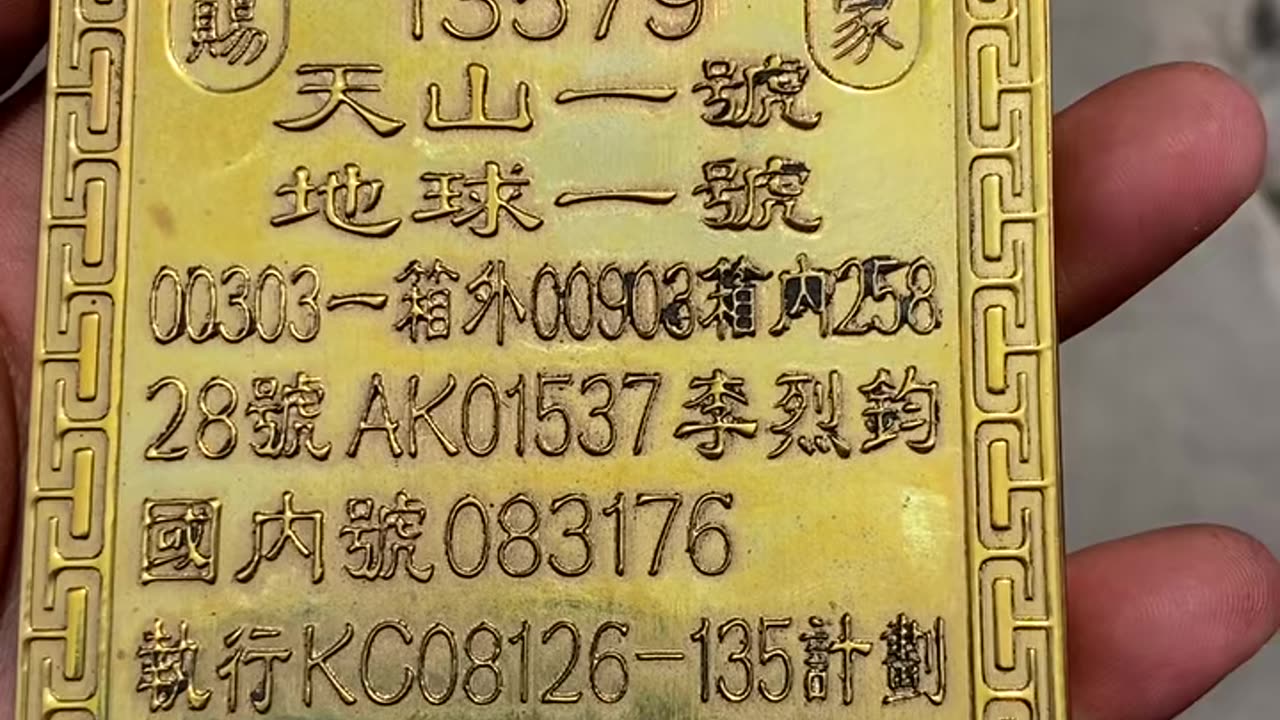 賜 13579 家
天山一號
地球一號
00303一箱外00903箱內258
28號AK01537李烈鈞
國內號083176
執行KC08126-135計劃